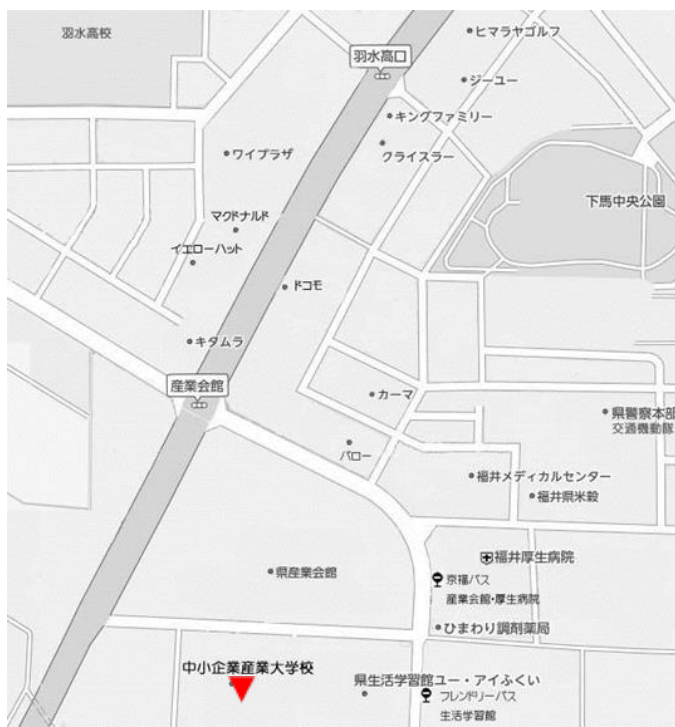 ヒマラヤゴルフ
羽水高校
羽水高口
ジーユー
キングファミリー
クライスラー
ワイプラザ
下馬中央公園
マクドナルド
イエローハット
ドコモ
キタムラ
産業会館
カーマ
県警察本部
交通機動隊
バロー
福井メディカルセンター
福井県米穀
福井厚生病院
県産業会館
京福バス
産業会館・厚生病院
ひまわり調剤薬局
中小企業産業大学校
県生活学習館ユー・アイふくい
フレンドリーバス
生活学習館